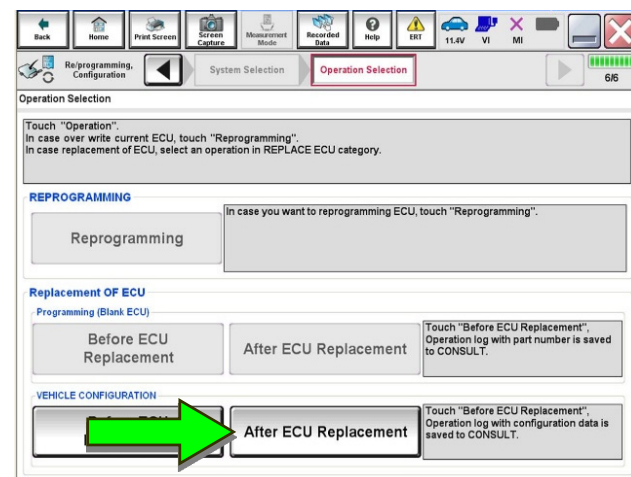 Back
Home
Print Screen
Screen
Capture
Measurement
Mode
Recorded
Data
Help
ERT
11.4V
VI
MI
Re/programming,
Configuration
System Selection
Operation Selection
6/6
Operation Selection
Touch "Operation".
In case over write current ECU, touch "Reprogramming".
In case replacement of ECU, select an operation in REPLACE ECU category.
REPROGRAMMING
Reprogramming
In case you want to reprogramming ECU, touch "Reprogramming".
Replacement OF ECU
Programming (Blank ECU)
Before ECU
Replacement
After ECU Replacement
Touch "Before ECU Replacement",
Operation log with part number is saved
to CONSULT.
VEHICLE CONFIGURATION
After ECU Replacement
Touch "Before ECU Replacement",
Operation log with configuration data is
saved to CONSULT.